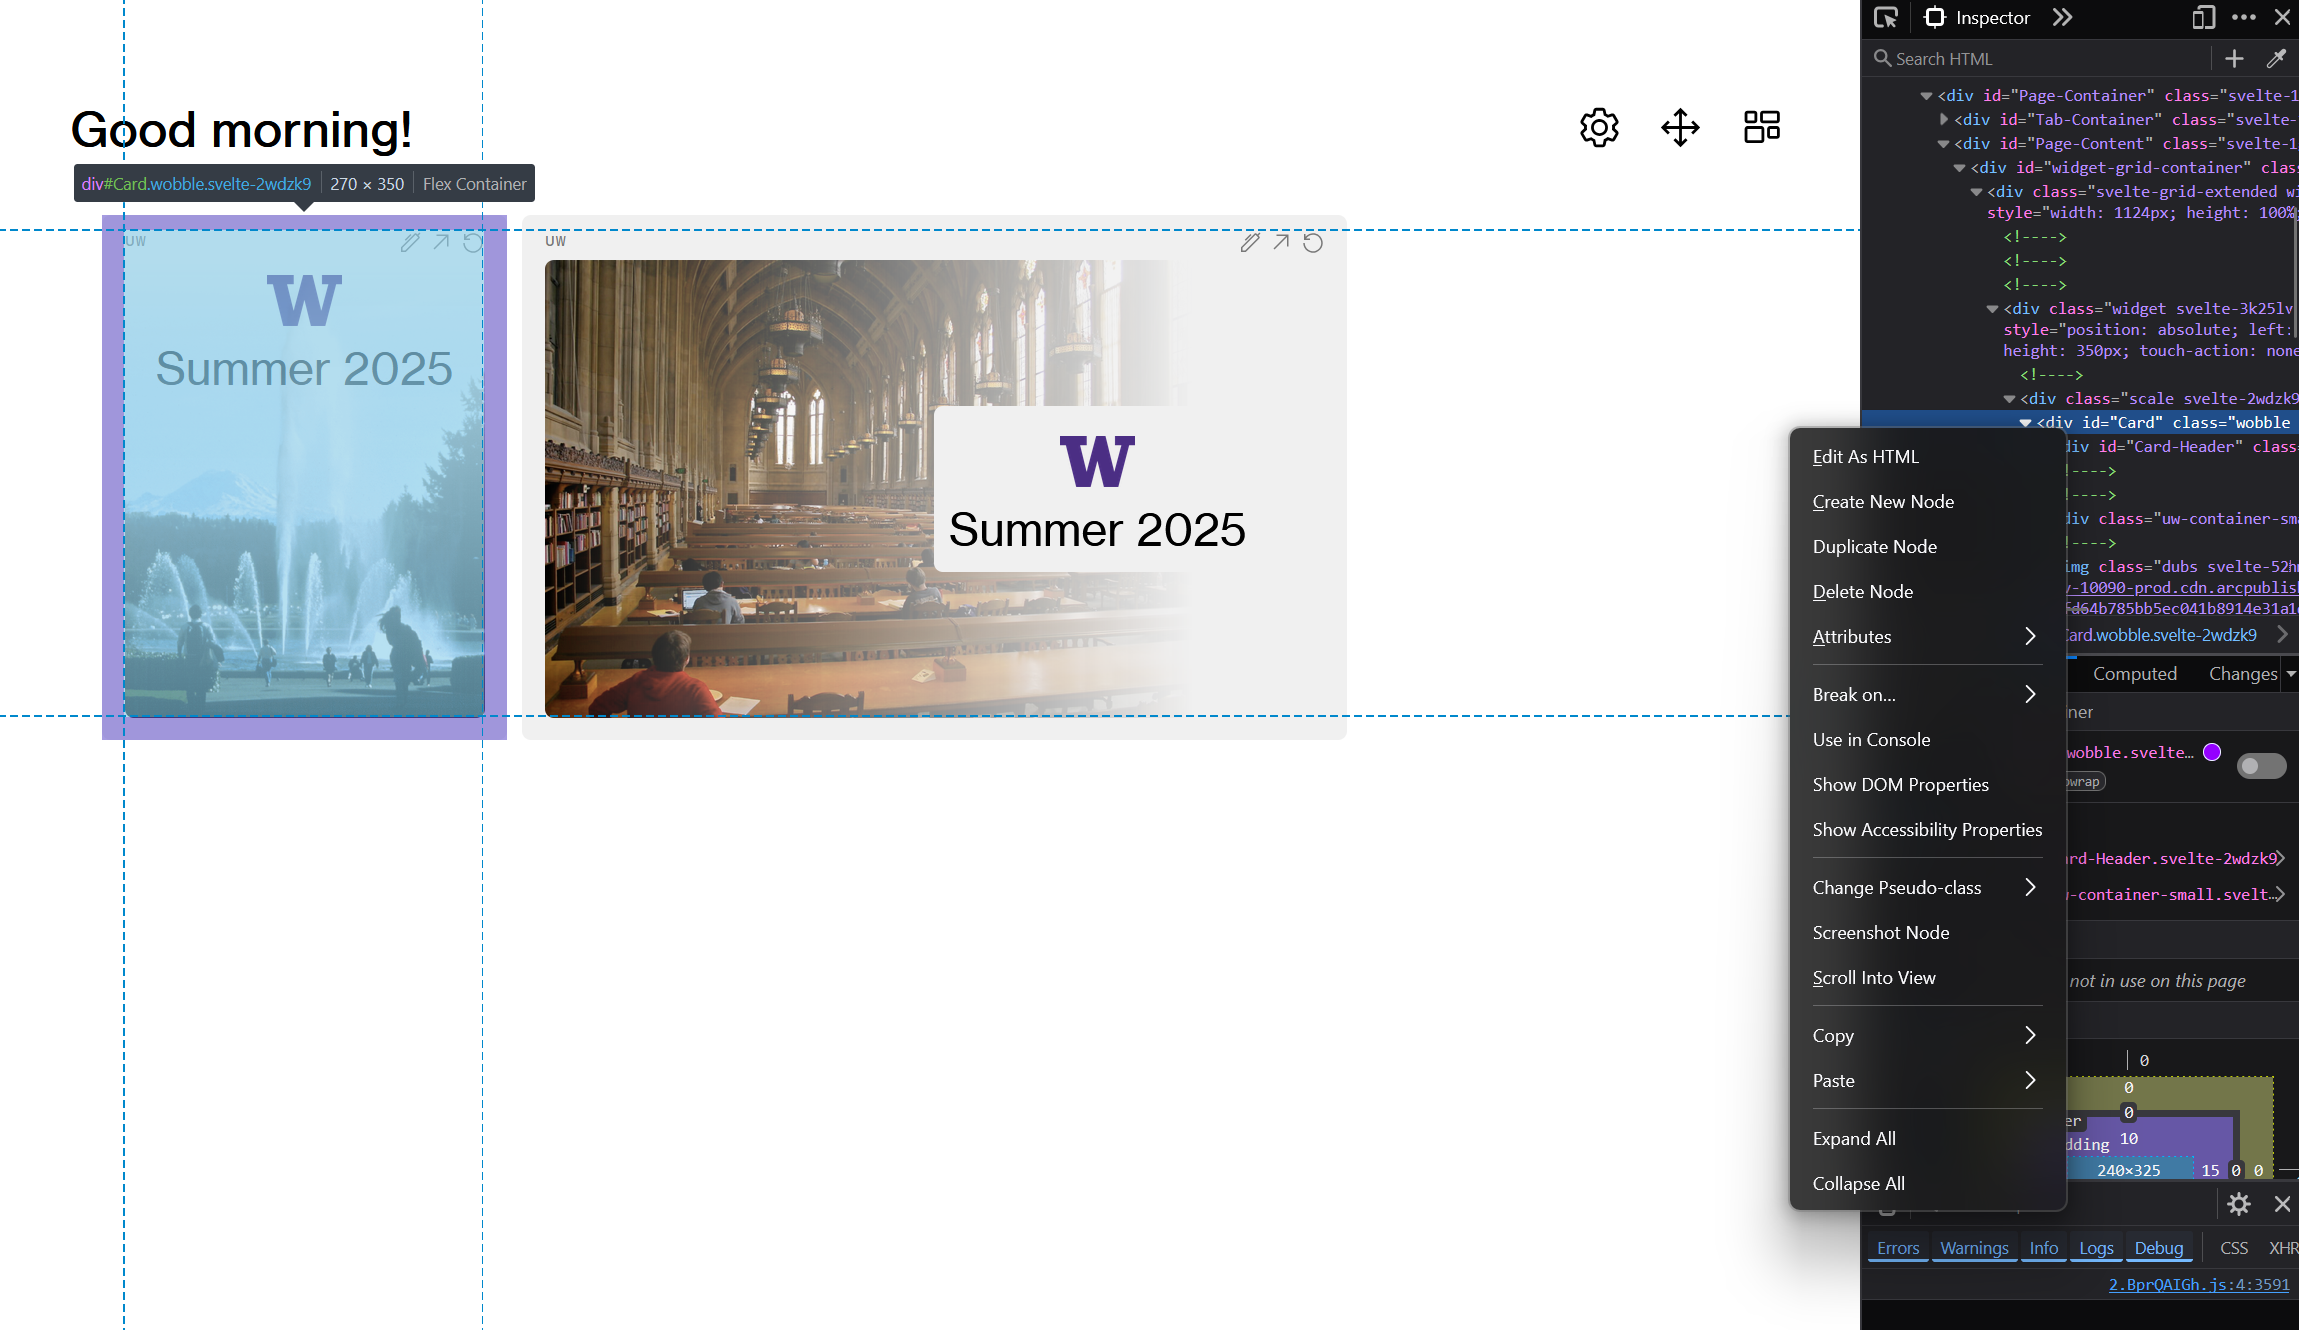 Good morning!
div#Card.wobble.svelte-2wdzk9 270 × 350 Flex Container
UW
W
Summer 2025
UW
W
Summer 2025
Inspector
Search HTML
<div id="Page-Container" class="svelte-1
<div id="Tab-Container" class="svelte-
<div id="Page-Content" class="svelte-1
<div id="widget-grid-container" clas
<div class="svelte-grid-extended wi
style="width: 1124px; height: 100%
<!---->
<!---->
<!---->
<div class="widget svelte-3k25lv
style="position: absolute; left:
height: 350px; touch-action: none
<!---->
<div class="scale svelte-2wdzk9
<div id="Card" class="wobble
div id="Card-Header" class
!---->
!---->
div class="uw-container-sma
!---->
img class="dubs svelte-52h
y-10090-prod.cdn.arcpublish
fd64b785bb5ec041b8914e31a1
Card.wobble.svelte-2wdzk9
Computed Changes
iner
wobble.svelte…
owrap
ard-Header.svelte-2wdzk9
w-container-small.svelt…
not in use on this page
0
0
0
er
dding 10
240×325 15 0 0
Edit As HTML
Create New Node
Duplicate Node
Delete Node
Attributes
Break on…
Use in Console
Show DOM Properties
Show Accessibility Properties
Change Pseudo-class
Screenshot Node
Scroll Into View
Copy
Paste
Expand All
Collapse All
Errors Warnings Info Logs Debug CSS XHR
2.BprQAIGh.js:4:3591